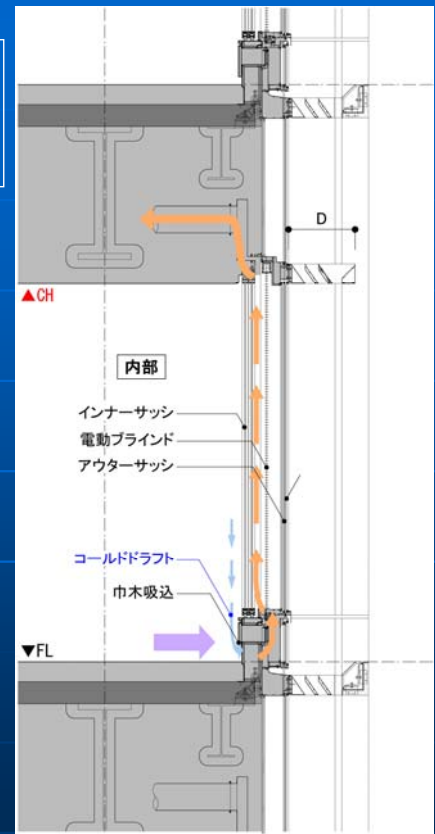 D
▲CH
内部
インナーサッシ
電動ブラインド
アウターサッシ
コールドドラフト
巾木吸込
▼FL